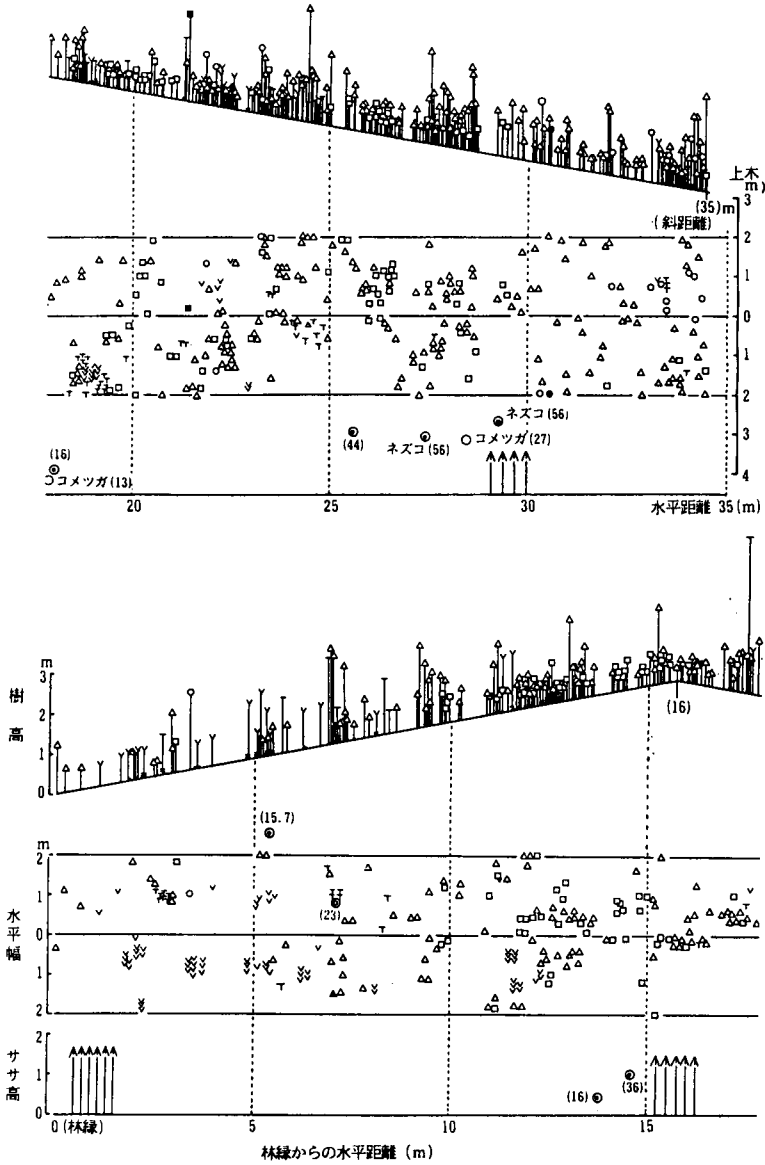 上木
m)
3
(35)m
(斜距離)
2
1
0
1
2
ネズコ(56)
(16)
(44)
ネズコ(56)
コメツガ(27)
3
コメツガ(13)
4
20
25
30
水平距離 35(m)
m
3
樹高
2
(16)
1
0
(15.7)
m
2
1
(23)
水平幅
0
1
2
2
ササ高
1
(36)
(16)
0
0 (林縁)
5
10
15
林縁からの水平距離 (m)